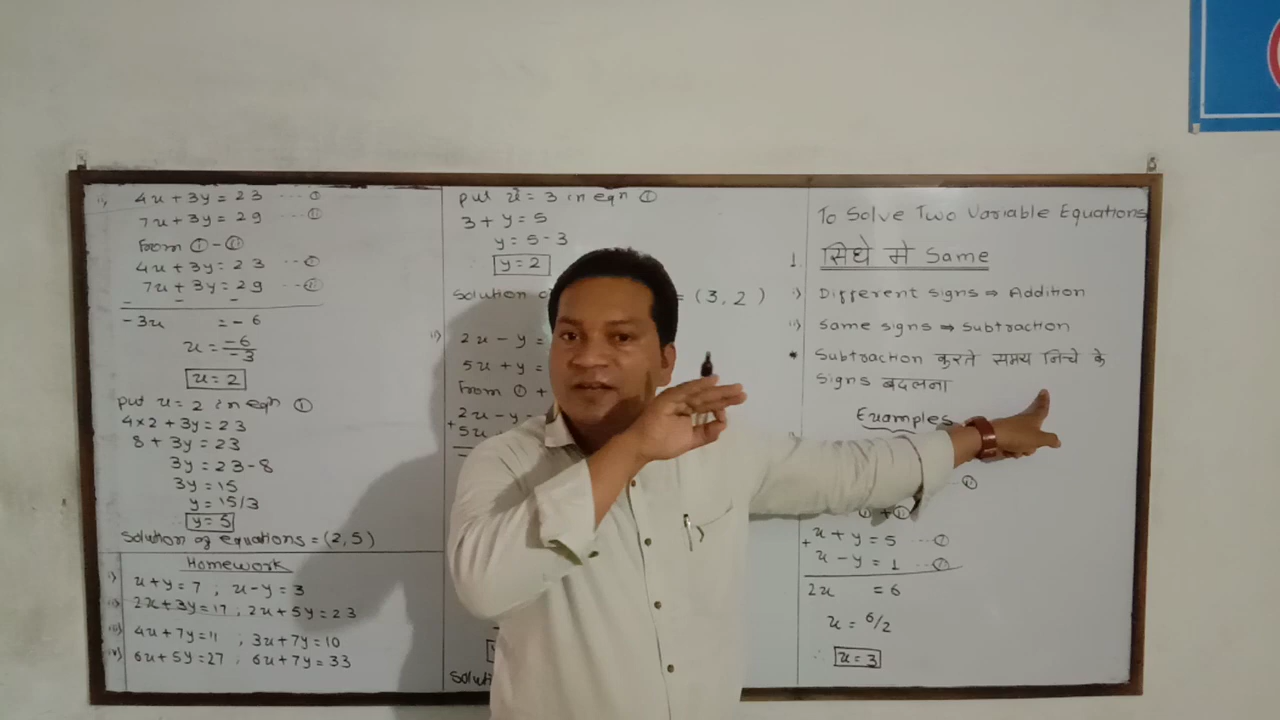 iii) 4x + 3y = 23 ---- ①
7x + 3y = 29 ---- ②
From ① - ②
4x + 3y = 23 --- ①
7x + 3y = 29 --- ②
- - -
-3x = -6
x = -6/-3
x = 2
put x = 2 in eqn ①
4×2 + 3y = 23
8 + 3y = 23
3y = 23-8
3y = 15
y = 15/3
y = 5
Solution of equations = (2,5)
Homework
i) x+y = 7 ; x-y = 3
ii) 2x+3y=17 ; 2x+5y=23
iii) 4x+7y=11 ; 3x+7y=10
iv) 6x+5y=27 ; 6x+7y=33
put x = 3 in eqn ①
3 + y = 5
y = 5-3
y = 2
Solution = (3, 2)
ii) 2x - y =
5x + y =
From ① +
2x - y
+ 5x
To Solve Two Variable Equations
1. सिधे मे Same
i) Different signs ⇒ Addition
ii) Same signs ⇒ Subtraction
* Subtraction करते समय निचे के
Signs बदलना
Examples
②
① + ②
+ x + y = 5 --- ①
x - y = 1 --- ②
2x = 6
x = 6/2
∴ x = 3